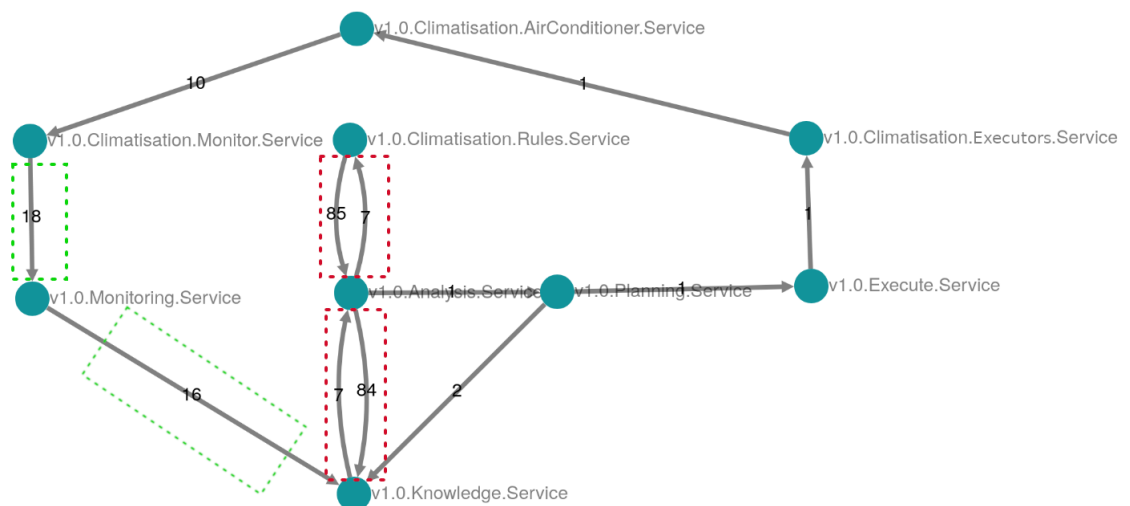 v1.0.Climatisation.AirConditioner.Service
10
1
v1.0.Climatisation.Monitor.Service
v1.0.Climatisation.Rules.Service
v1.0.Climatisation.Executors.Service
18
85
7
1
v1.0.Monitoring.Service
v1.0.Analysis.Service
1
v1.0.Planning.Service
1
v1.0.Execute.Service
16
7
84
2
v1.0.Knowledge.Service